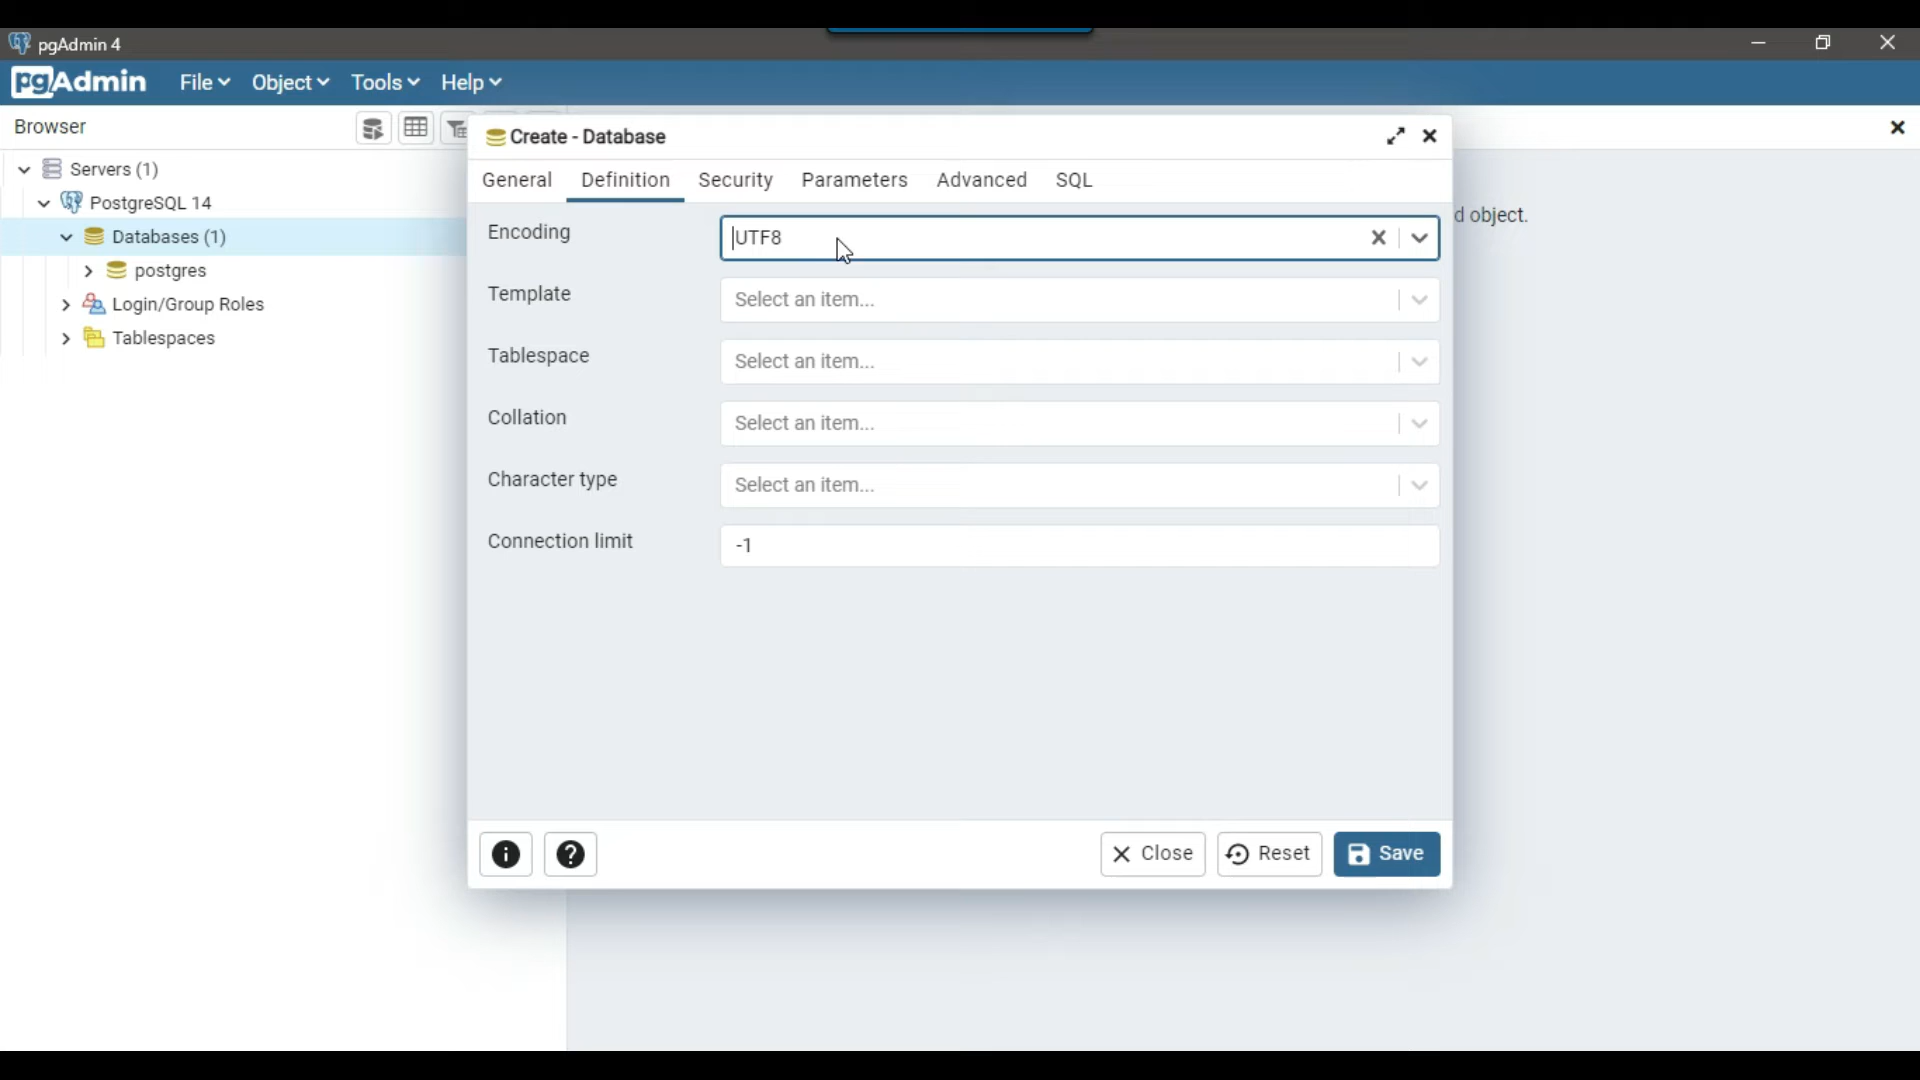 pgAdmin 4
pgAdmin File Object Tools Help
Browser
Servers (1)
PostgreSQL 14
Databases (1)
postgres
Login/Group Roles
Tablespaces
Create - Database
General Definition Security Parameters Advanced SQL
Encoding UTF8
Template Select an item...
Tablespace Select an item...
Collation Select an item...
Character type Select an item...
Connection limit -1
Close Reset Save
d object.